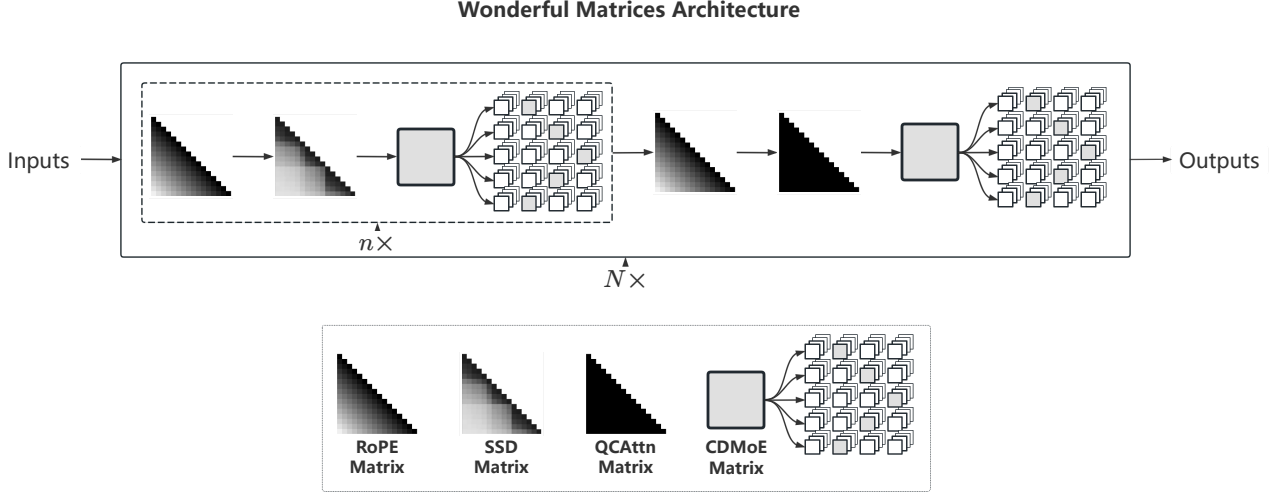 Wonderful Matrices Architecture
Inputs
Outputs
n×
N×
RoPE
Matrix
SSD
Matrix
QCAttn
Matrix
CDMoE
Matrix